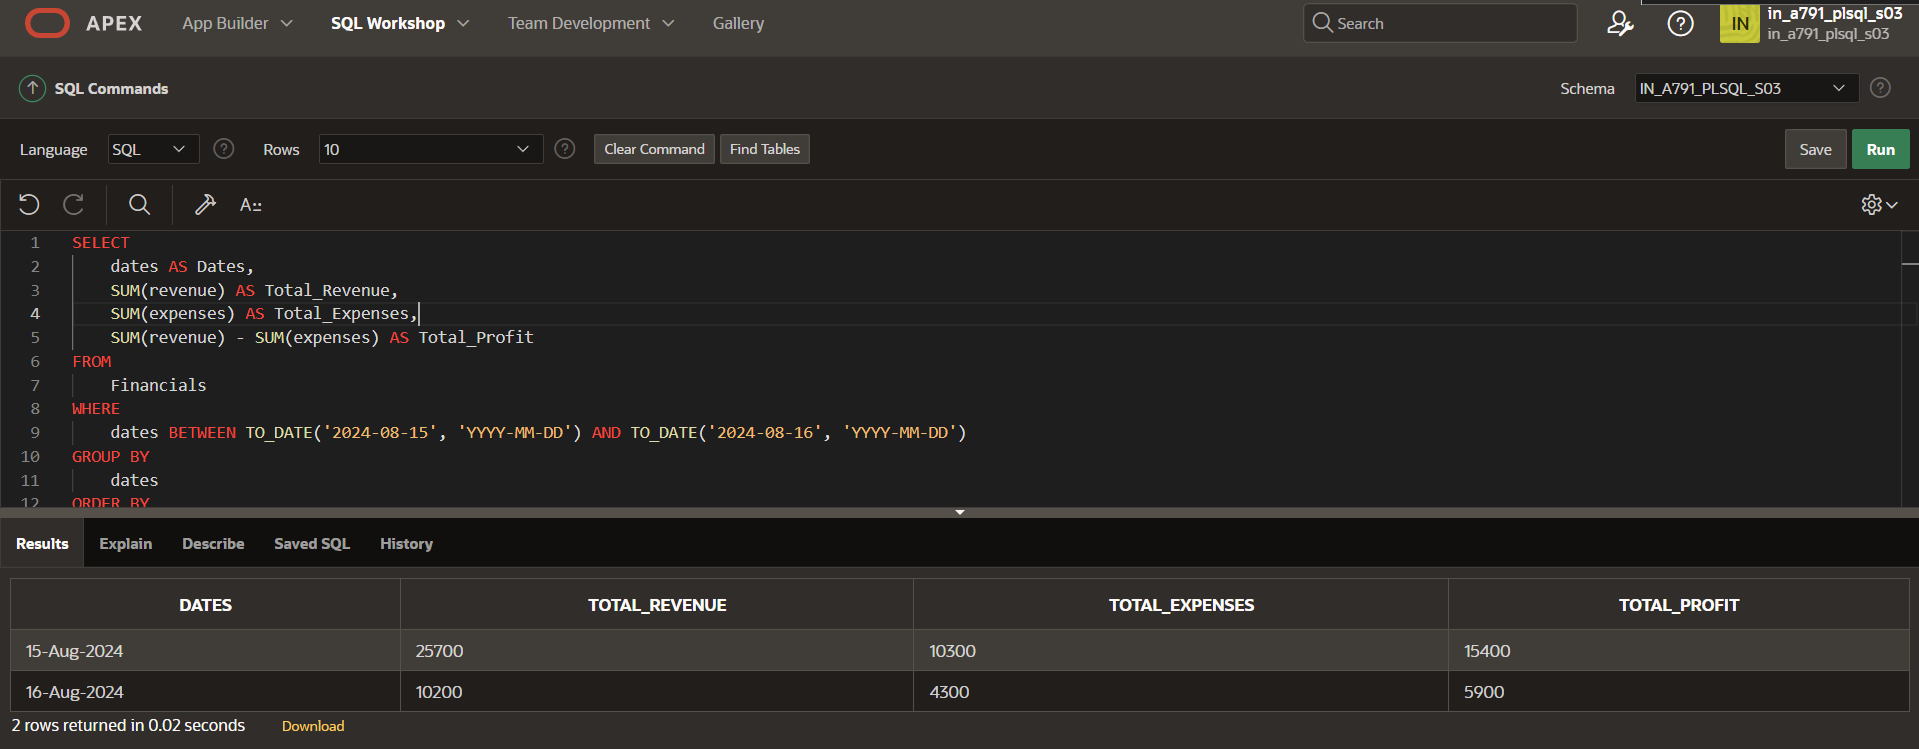 APEX App Builder SQL Workshop Team Development Gallery Search IN in_a791_plsql_s03
in_a791_plsql_s03
SQL Commands Schema IN_A791_PLSQL_S03 ?
Language SQL ? Rows 10 ? Clear Command Find Tables Save Run
A::
1 SELECT
2 dates AS Dates,
3 SUM(revenue) AS Total_Revenue,
4 SUM(expenses) AS Total_Expenses,
5 SUM(revenue) - SUM(expenses) AS Total_Profit
6 FROM
7 Financials
8 WHERE
9 dates BETWEEN TO_DATE('2024-08-15', 'YYYY-MM-DD') AND TO_DATE('2024-08-16', 'YYYY-MM-DD')
10 GROUP BY
11 dates
12 ORDER BY
Results Explain Describe Saved SQL History
DATES TOTAL_REVENUE TOTAL_EXPENSES TOTAL_PROFIT
15-Aug-2024 25700 10300 15400
16-Aug-2024 10200 4300 5900
2 rows returned in 0.02 seconds Download